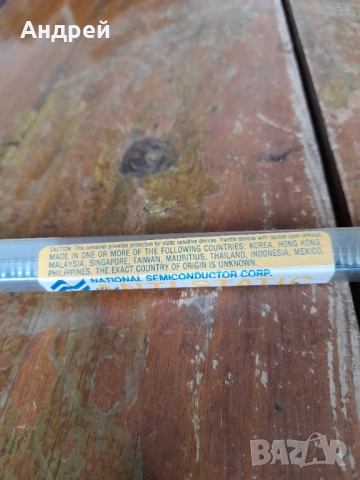 Андрей
CAUTION: This container provides protection for static sensitive devices. Handle devices with caution upon removal.
MADE IN ONE OR MORE OF THE FOLLOWING COUNTRIES, KOREA, HONG KONG,
MALAYSIA, SINGAPORE, TAIWAN, MAURITIUS, THAILAND, INDONESIA, MEXICO,
PHILIPPINES. THE EXACT COUNTRY OF ORIGIN IS UNKNOWN.
NATIONAL SEMICONDUCTOR CORP.
BAZAR
bg